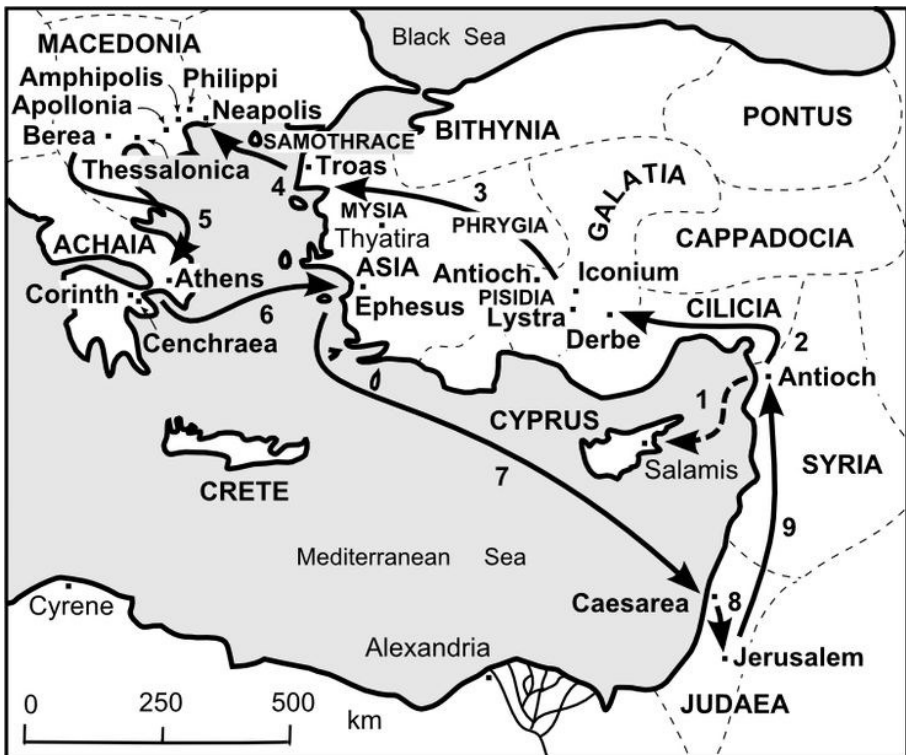 Black Sea
MACEDONIA
Amphipolis
Philippi
Apollonia
Neapolis
Berea
SAMOTHRACE
Thessalonica
Troas
BITHYNIA
PONTUS
4
3
GALATIA
MYSIA
PHRYGIA
Thyatira
5
ACHAIA
CAPPADOCIA
Athens
ASIA
Antioch
Iconium
Corinth
6
Ephesus
PISIDIA
Lystra
CILICIA
Cenchraea
Derbe
2
Antioch
1
CYPRUS
Salamis
SYRIA
CRETE
7
9
Mediterranean Sea
Cyrene
Caesarea
8
Alexandria
Jerusalem
JUDAEA
0 250 500
km